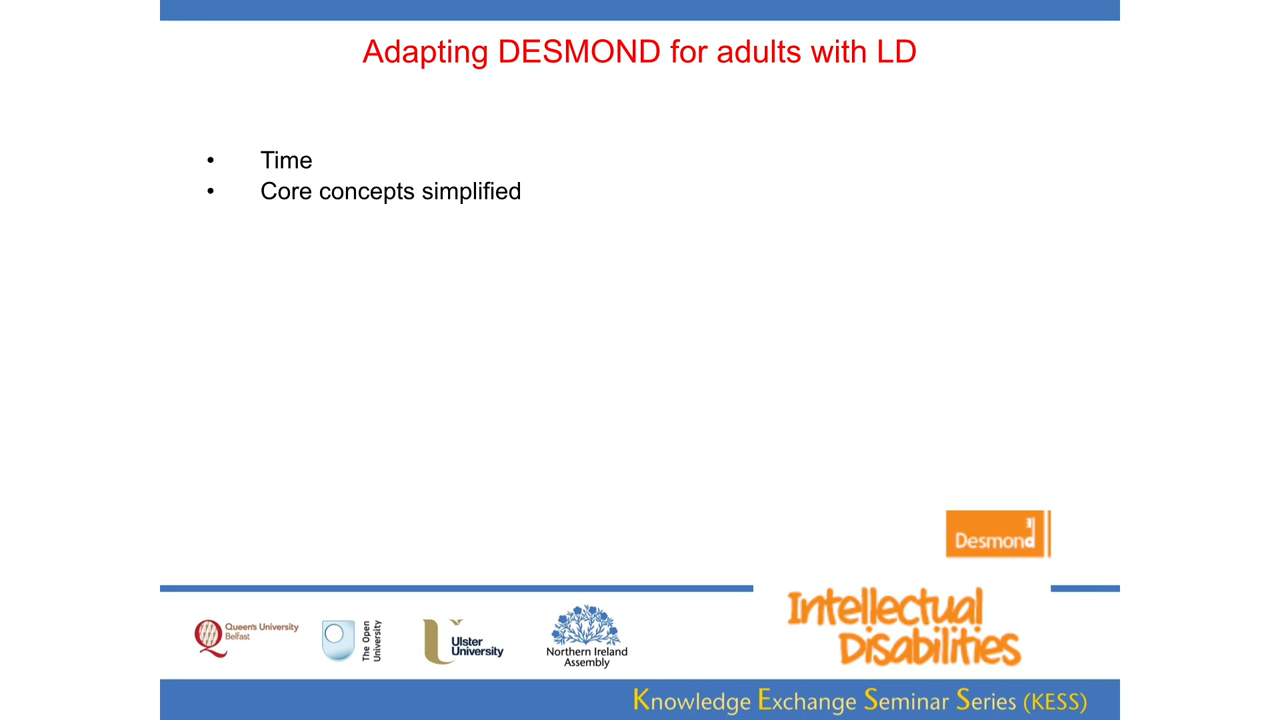 Adapting DESMOND for adults with LD
• Time
• Core concepts simplified
Desmond
Intellectual
Disabilities
Queen's University
Belfast
The Open
University
Ulster
University
Northern Ireland
Assembly
Knowledge Exchange Seminar Series (KESS)